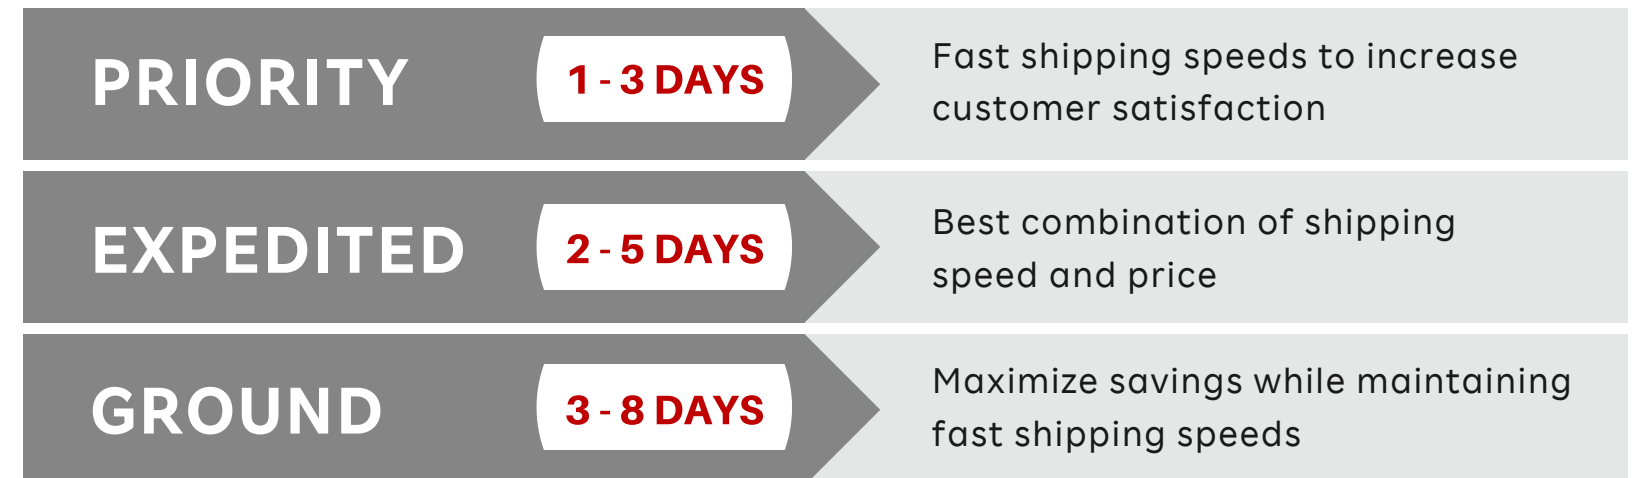 PRIORITY
1 - 3 DAYS
Fast shipping speeds to increase
customer satisfaction
EXPEDITED
2 - 5 DAYS
Best combination of shipping
speed and price
GROUND
3 - 8 DAYS
Maximize savings while maintaining
fast shipping speeds